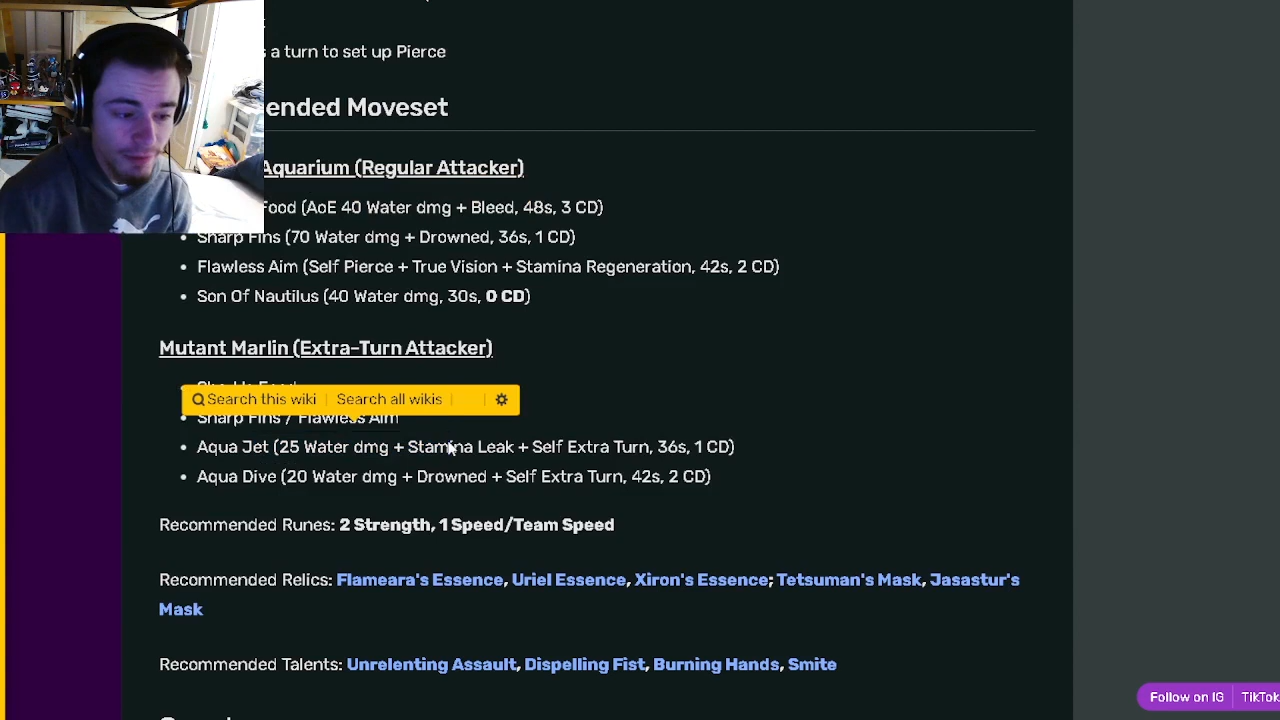 a turn to set up Pierce
ended Moveset
Aquarium (Regular Attacker)
Food (AoE 40 Water dmg + Bleed, 48s, 3 CD)
Sharp Fins (70 Water dmg + Drowned, 36s, 1 CD)
Flawless Aim (Self Pierce + True Vision + Stamina Regeneration, 42s, 2 CD)
Son Of Nautilus (40 Water dmg, 30s, 0 CD)
Mutant Marlin (Extra-Turn Attacker)
Search this wiki Search all wikis
Sharp Fins / Flawless Aim
Aqua Jet (25 Water dmg + Stamina Leak + Self Extra Turn, 36s, 1 CD)
Aqua Dive (20 Water dmg + Drowned + Self Extra Turn, 42s, 2 CD)
Recommended Runes: 2 Strength, 1 Speed/Team Speed
Recommended Relics: Flameara's Essence, Uriel Essence, Xiron's Essence; Tetsuman's Mask, Jasastur's
Mask
Recommended Talents: Unrelenting Assault, Dispelling Fist, Burning Hands, Smite
Follow on IG TikTok